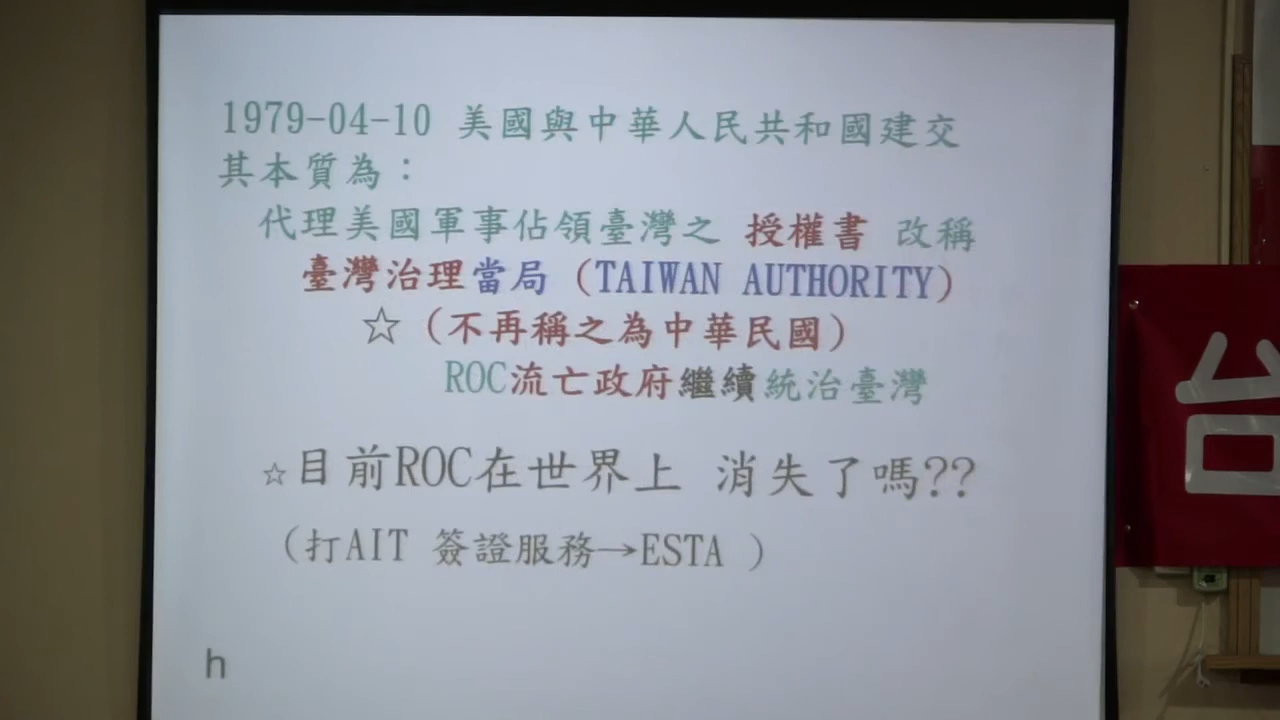 1979-04-10 美國與中華人民共和國建交
其本質為：
代理美國軍事佔領臺灣之 授權書 改稱
臺灣治理當局 (TAIWAN AUTHORITY)
☆ (不再稱之為中華民國)
ROC流亡政府繼續統治臺灣
☆目前ROC在世界上 消失了嗎??
(打AIT 簽證服務→ESTA )
h
台